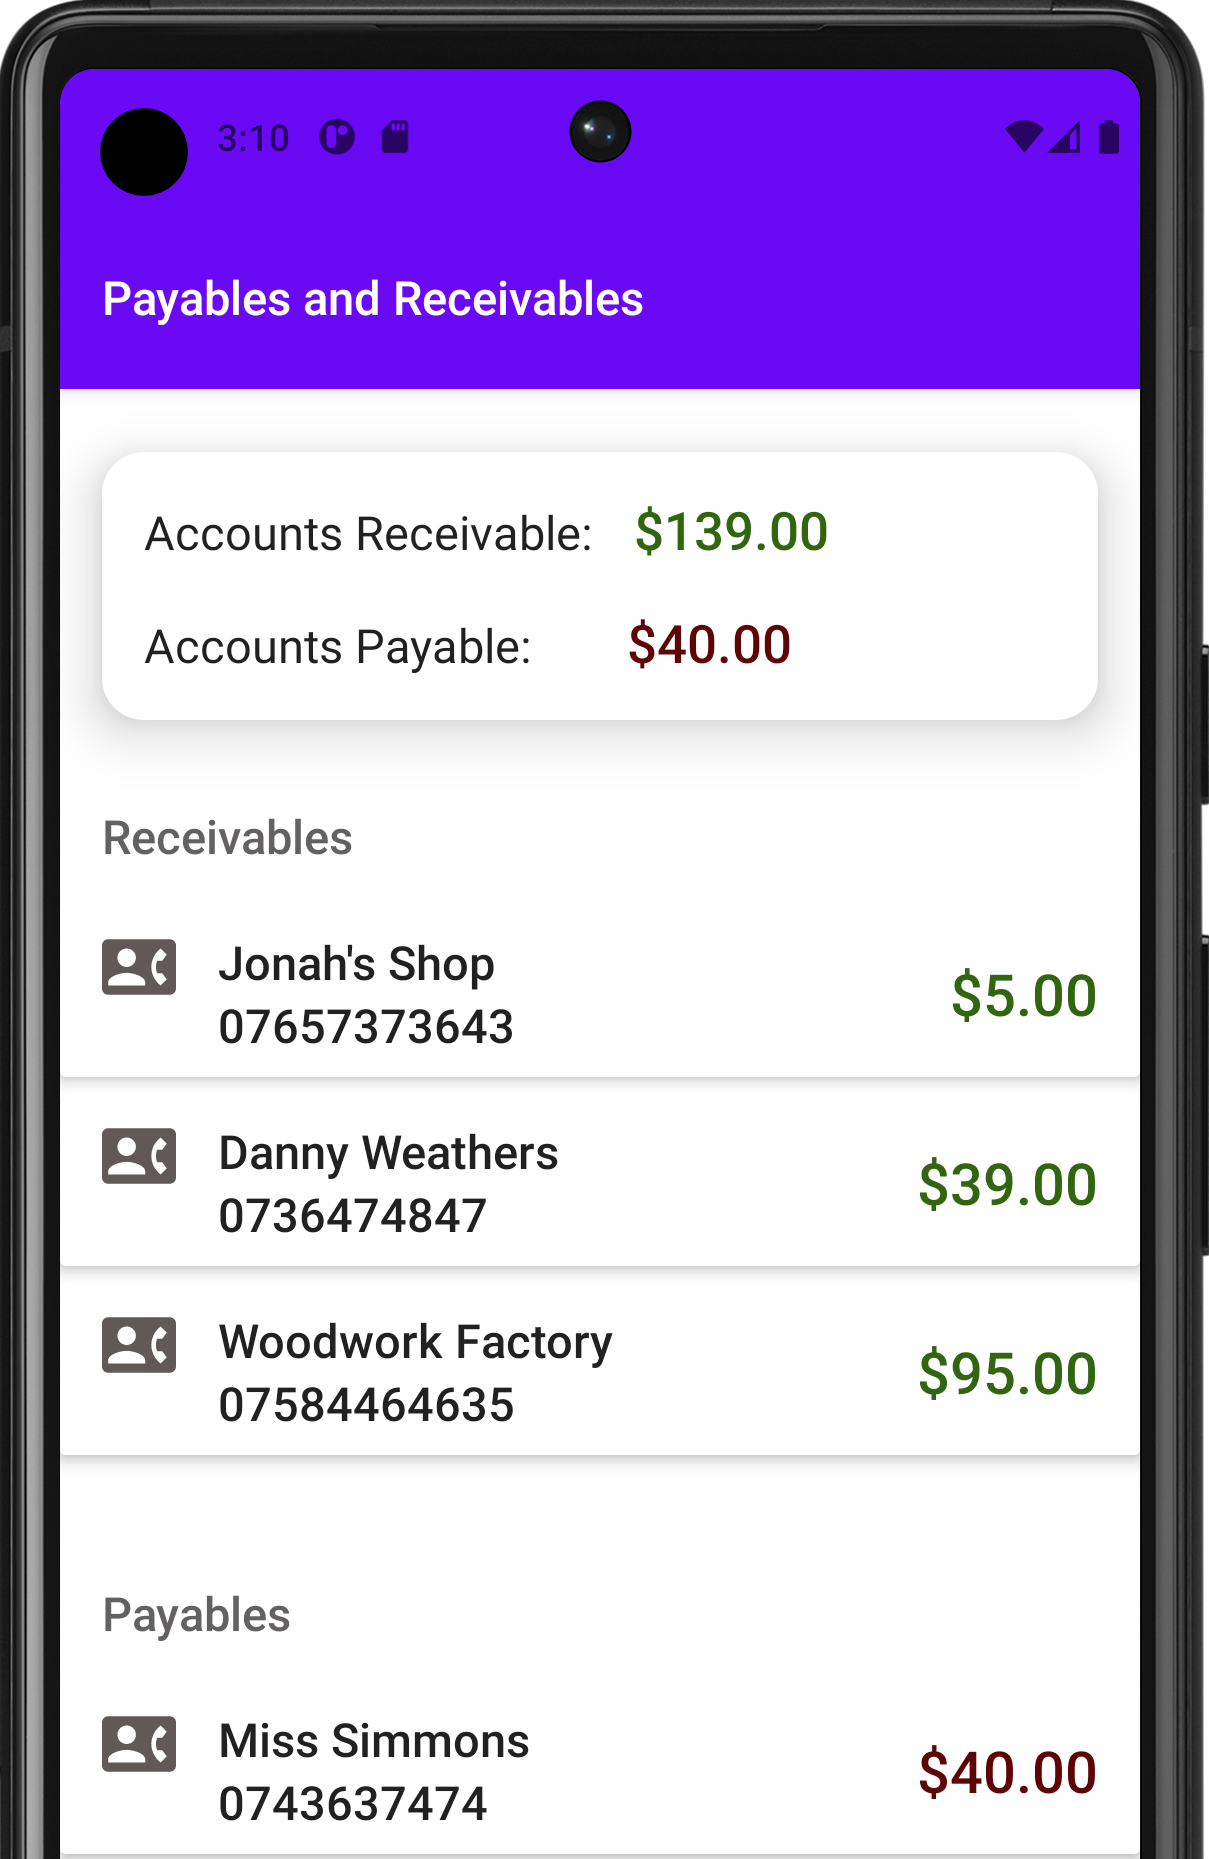 3:10
Payables and Receivables
Accounts Receivable: $139.00
Accounts Payable: $40.00
Receivables
Jonah's Shop
07657373643
$5.00
Danny Weathers
0736474847
$39.00
Woodwork Factory
07584464635
$95.00
Payables
Miss Simmons
0743637474
$40.00